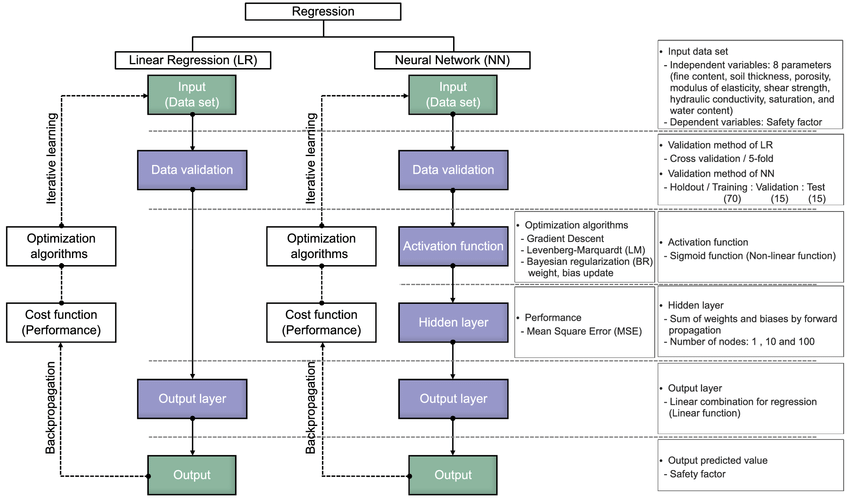 Regression
Linear Regression (LR)
Neural Network (NN)
Input
(Data set)
Data validation
Output layer
Output
Iterative learning
Optimization
algorithms
Cost function
(Performance)
Backpropagation
Input
(Data set)
Data validation
Activation function
Hidden layer
Output layer
Output
Iterative learning
Optimization
algorithms
Cost function
(Performance)
Backpropagation
• Optimization algorithms
- Gradient Descent
- Levenberg-Marquardt (LM)
- Bayesian regularization (BR)
weight, bias update
• Performance
- Mean Square Error (MSE)
• Input data set
- Independent variables: 8 parameters
(fine content, soil thickness, porosity,
modulus of elasticity, shear strength,
hydraulic conductivity, saturation, and
water content)
- Dependent variables: Safety factor
• Validation method of LR
- Cross validation / 5-fold
• Validation method of NN
- Holdout / Training : Validation : Test
(70) (15) (15)
• Activation function
- Sigmoid function (Non-linear function)
• Hidden layer
- Sum of weights and biases by forward
propagation
- Number of nodes: 1 , 10 and 100
• Output layer
- Linear combination for regression
(Linear function)
• Output predicted value
- Safety factor